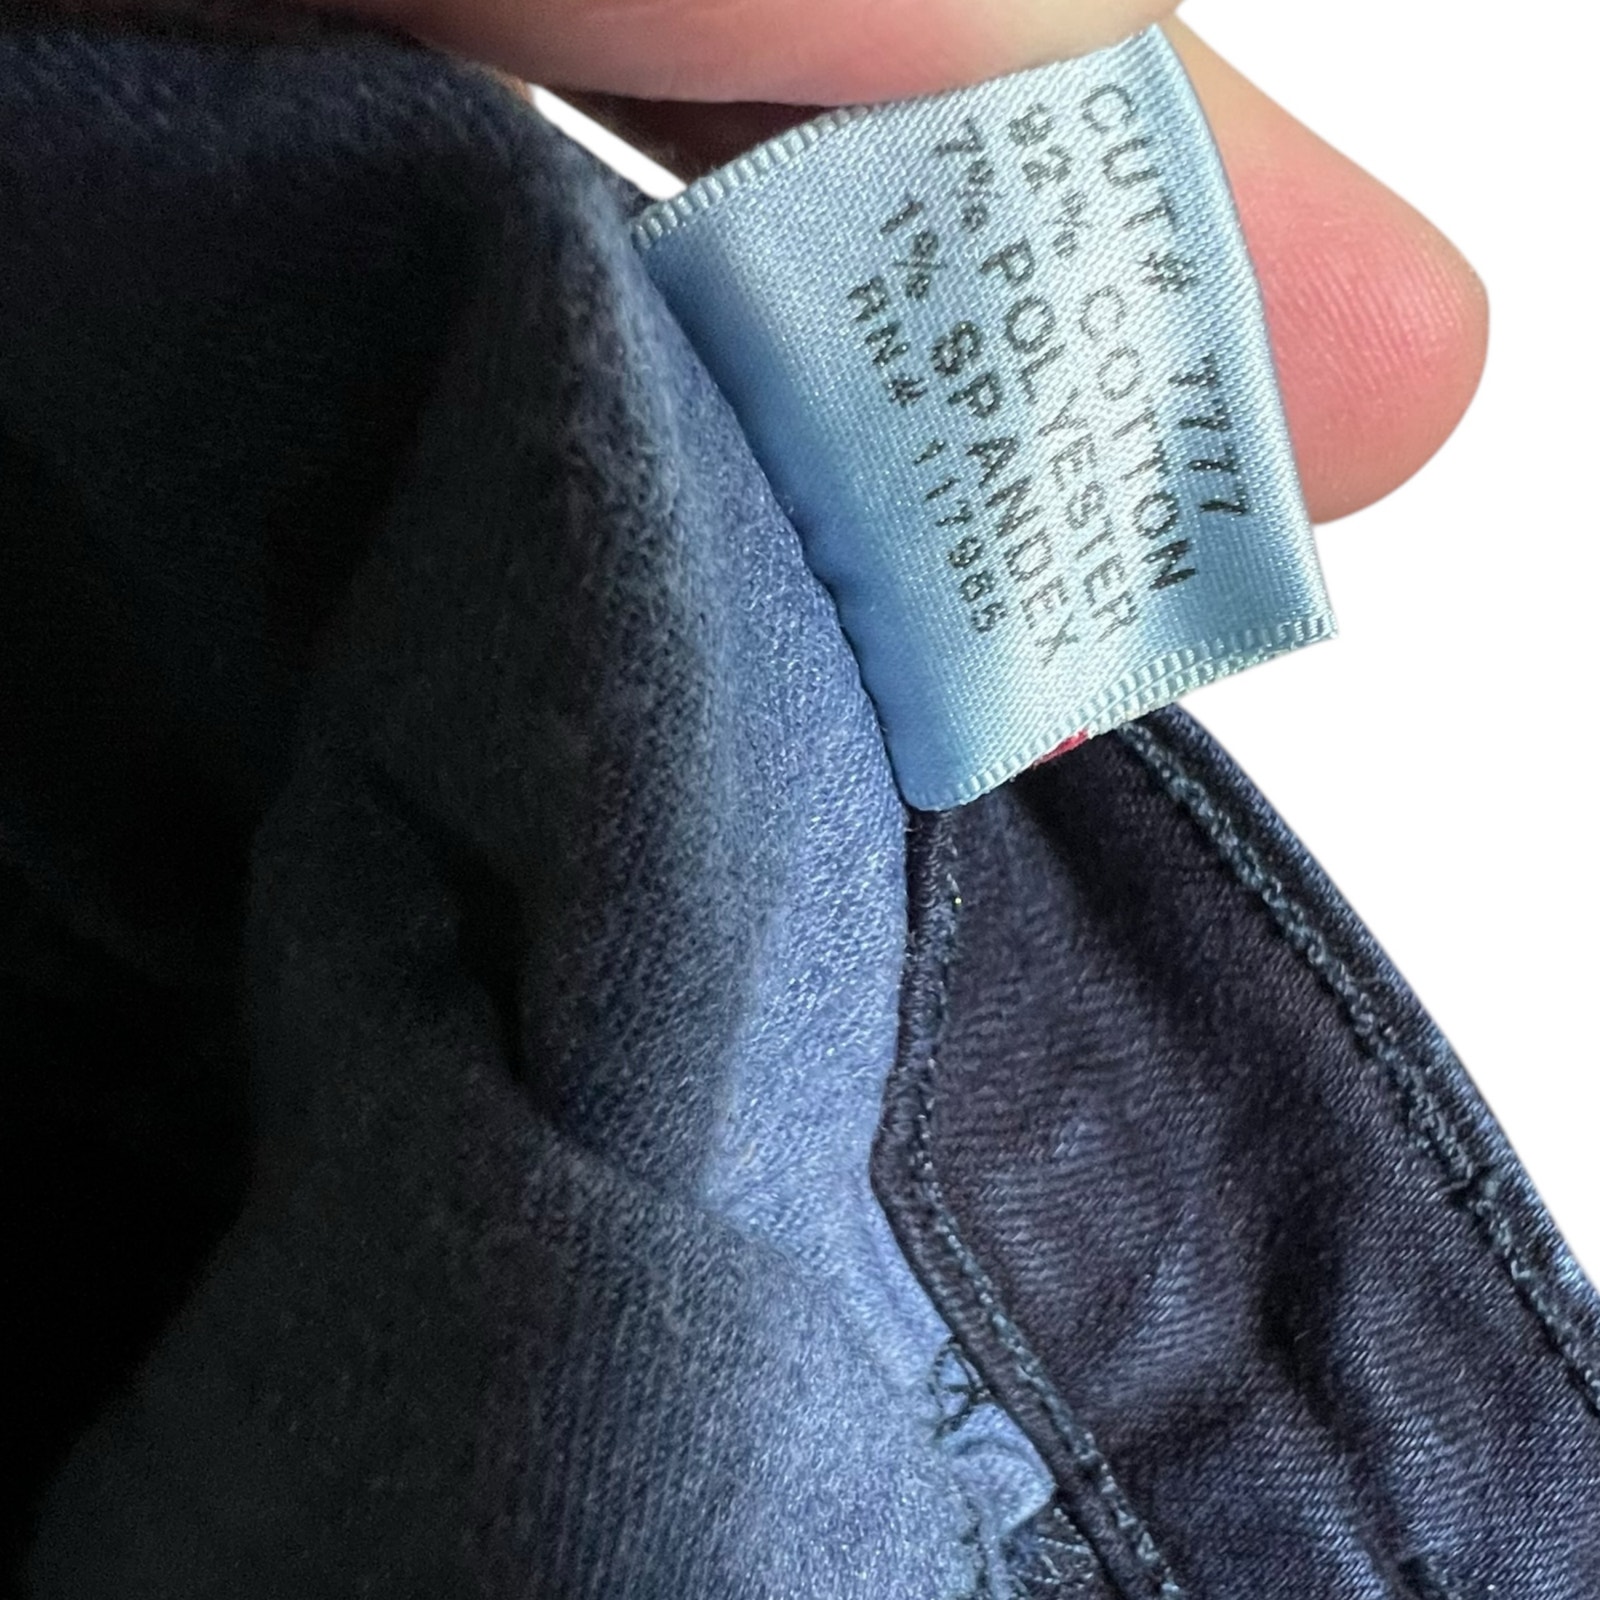 CUT# 7777
92% COTTON
7% POLYESTER
1% SPANDEX
RN# 117985